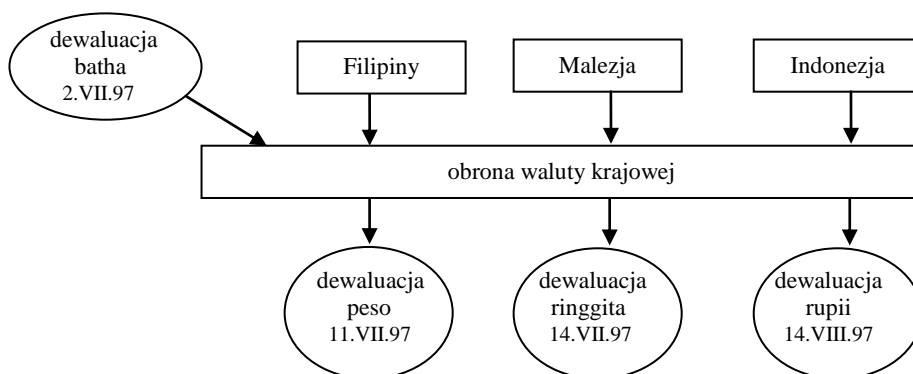 dewaluacja
batha
2.VII.97
Filipiny
Malezja
Indonezja
obrona waluty krajowej
dewaluacja
peso
11.VII.97
dewaluacja
ringgita
14.VII.97
dewaluacja
rupii
14.VIII.97